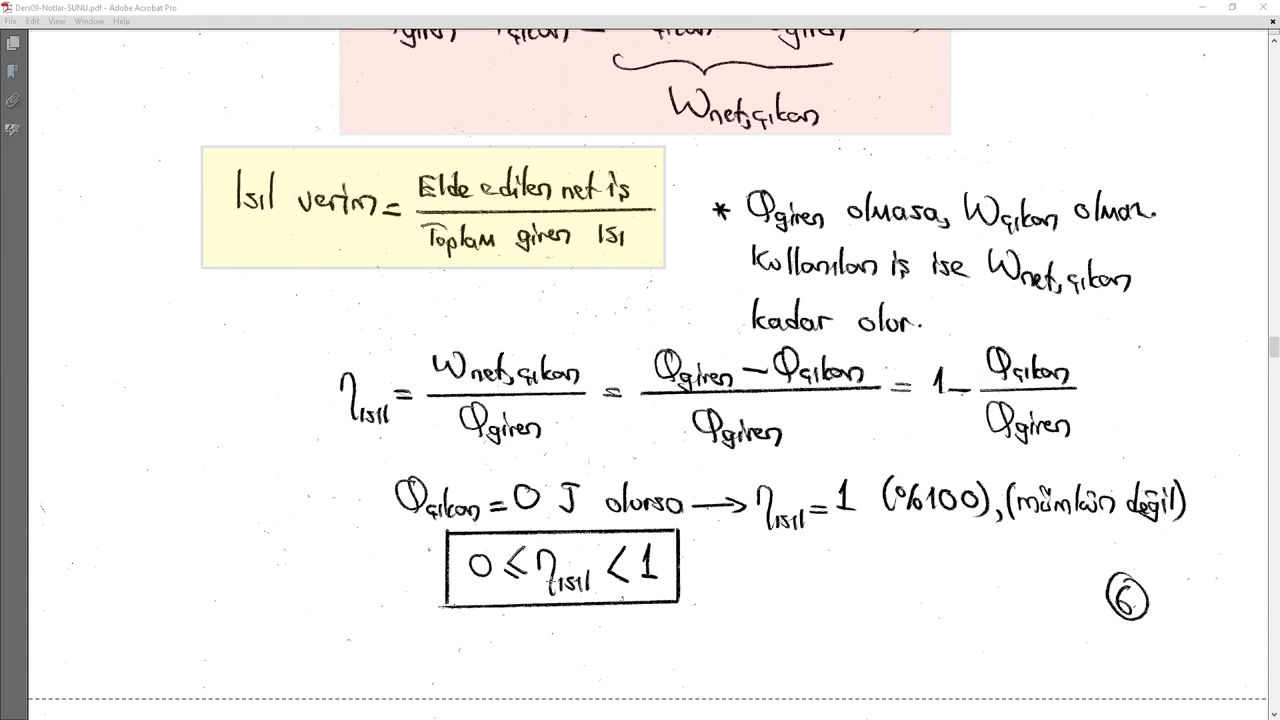 Ders09-Notlar-SUNU.pdf - Adobe Acrobat Pro
File Edit View Window Help
Wnet,çıkan
Isıl verim = Elde edilen net iş / Toplam giren ısı
* Qgiren olmasa, Wçıkan olmaz.
Kullanılan iş ise Wnet,çıkan
kadar olur.
ηısıl = Wnet,çıkan / Qgiren = Qgiren - Qçıkan / Qgiren = 1 - Qçıkan / Qgiren
Qçıkan = 0 J olursa → ηısıl = 1 (%100), (mümkün değil)
0 ≤ ηısıl < 1
6